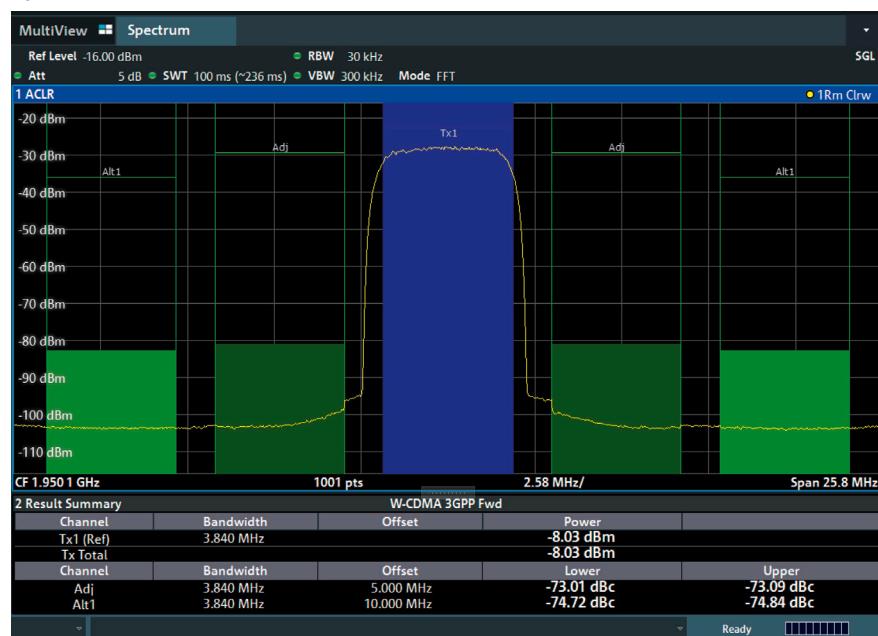 MultiView Spectrum
Ref Level -16.00 dBm RBW 30 kHz SGL
Att 5 dB SWT 100 ms (~236 ms) VBW 300 kHz Mode FFT
1 ACLR 1Rm Clrw
-20 dBm
Tx1
-30 dBm Adj Adj
Alt1 Alt1
-40 dBm
-50 dBm
-60 dBm
-70 dBm
-80 dBm
-90 dBm
-100 dBm
-110 dBm
CF 1.950 1 GHz 1001 pts 2.58 MHz/ Span 25.8 MHz
2 Result Summary W-CDMA 3GPP Fwd
Channel Bandwidth Offset Power
Tx1 (Ref) 3.840 MHz -8.03 dBm
Tx Total -8.03 dBm
Channel Bandwidth Offset Lower Upper
Adj 3.840 MHz 5.000 MHz -73.01 dBc -73.09 dBc
Alt1 3.840 MHz 10.000 MHz -74.72 dBc -74.84 dBc
Ready